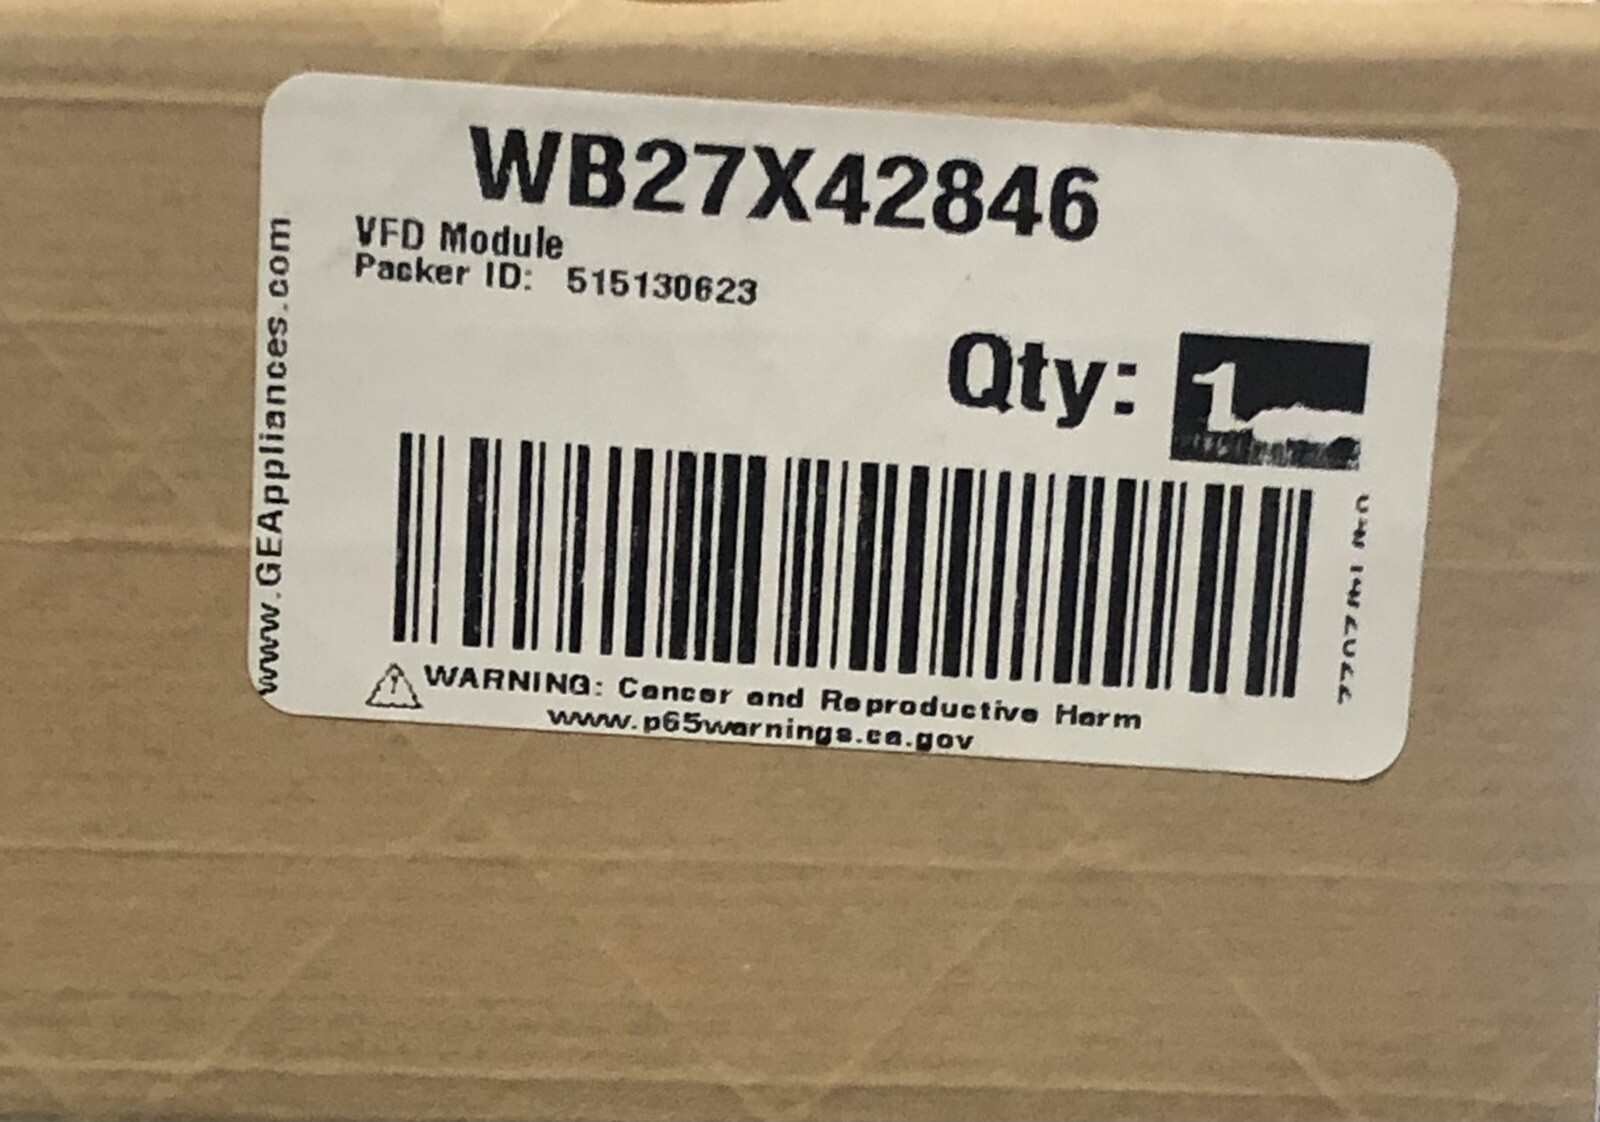 WB27X42846
VFD Module
Packer ID: 515130623
Qty: 1
www.GEAppliances.com
WARNING: Cancer and Reproductive Harm
www.p65warnings.ca.gov